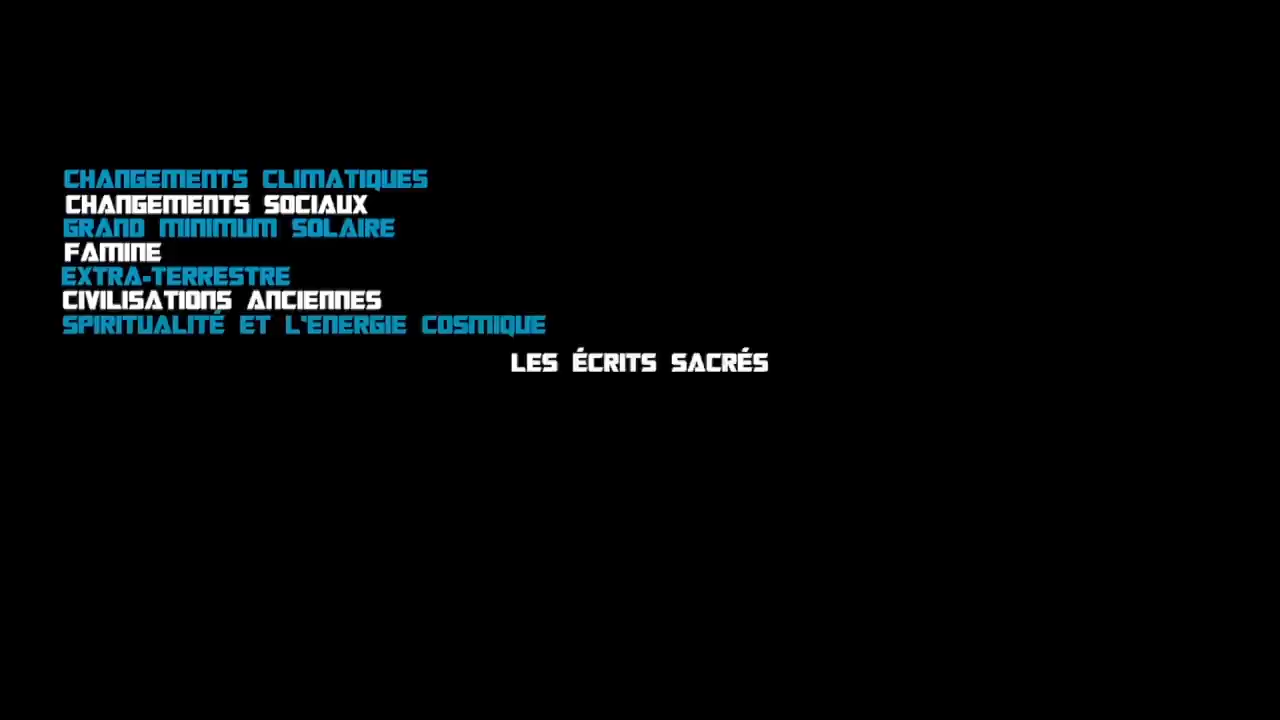 CHANGEMENTS CLIMATIQUES
CHANGEMENTS SOCIAUX
GRAND MINIMUM SOLAIRE
FAMINE
EXTRA-TERRESTRE
CIVILISATIONS ANCIENNES
SPIRITUALITÉ ET L'ENERGIE COSMIQUE
LES ÉCRITS SACRÉS